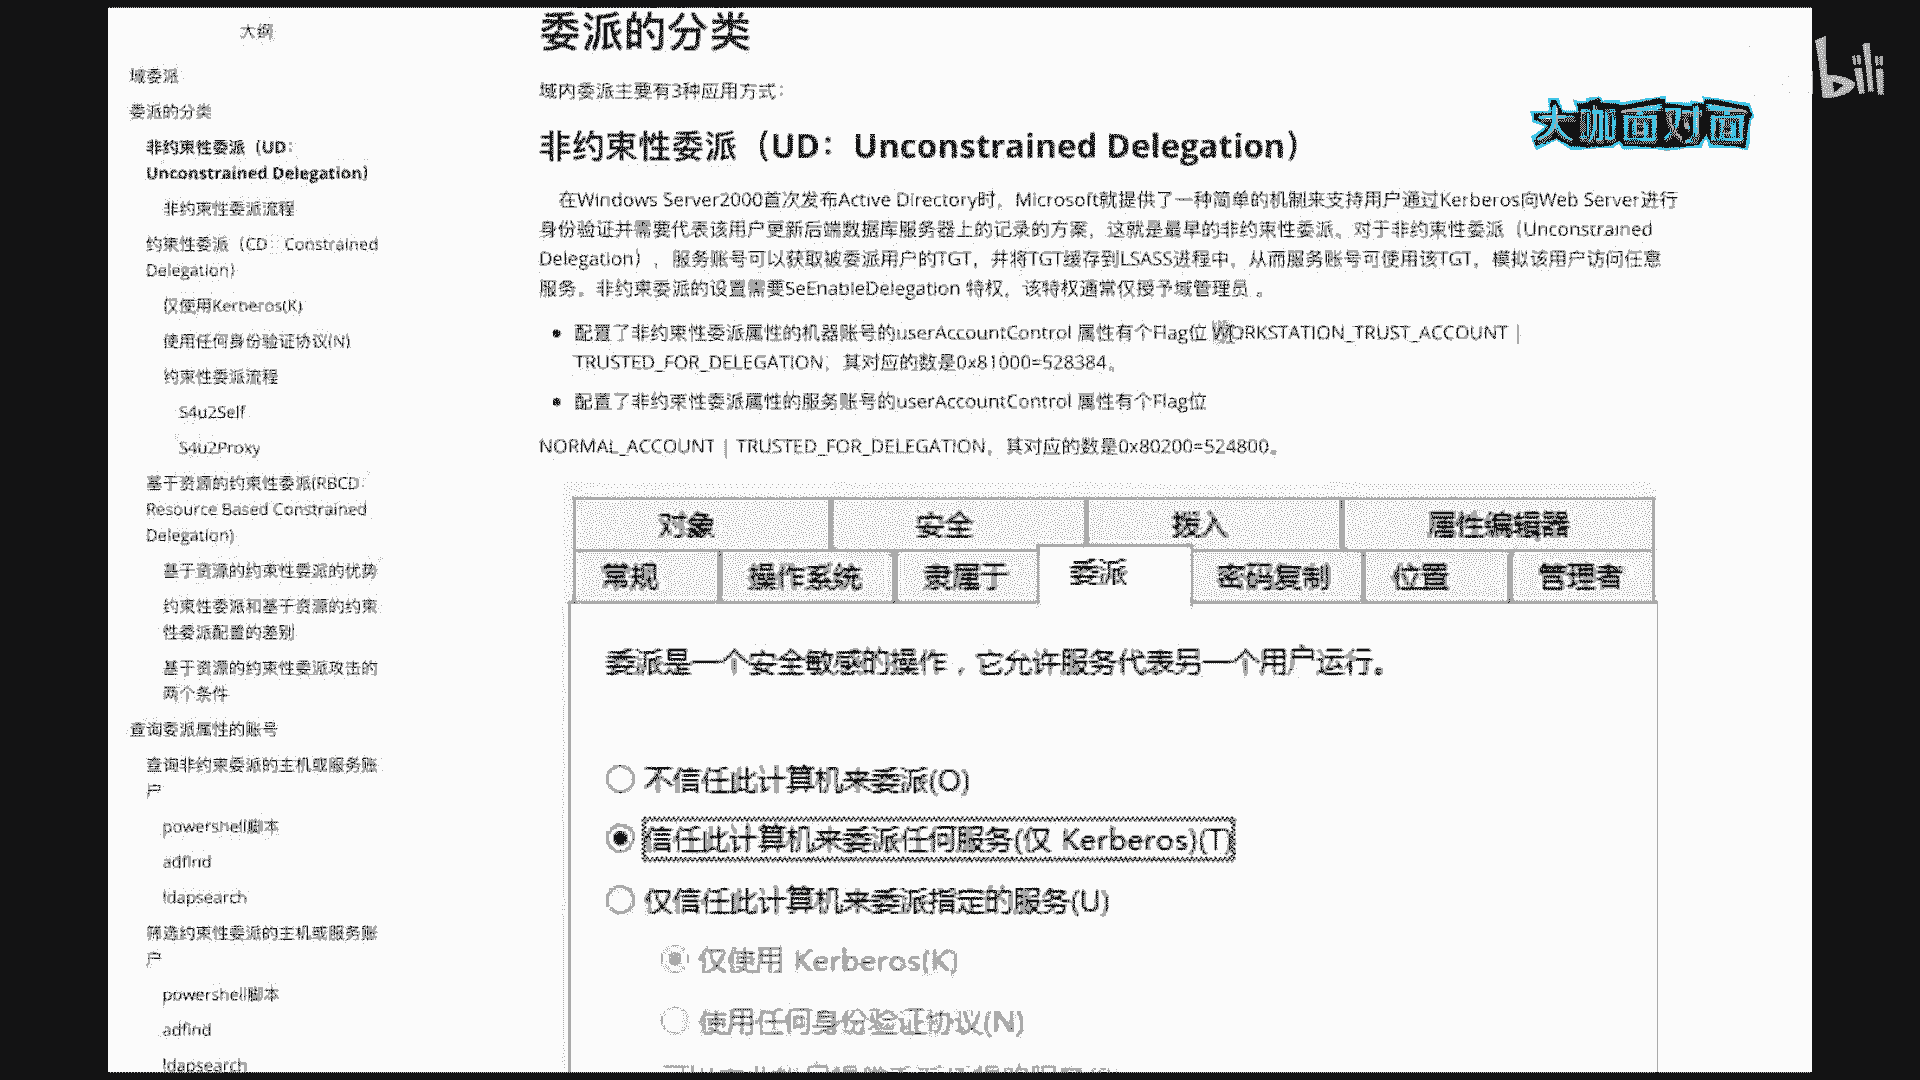 大纲
域委派
委派的分类
非约束性委派（UD：
Unconstrained Delegation）
非约束性委派流程
约束性委派（CD：Constrained
Delegation）
仅使用Kerberos(K)
使用任何身份验证协议(N)
约束性委派流程
S4u2Self
S4u2Proxy
基于资源的约束性委派(RBCD：
Resource Based Constrained
Delegation)
基于资源的约束性委派的优势
约束性委派和基于资源的约束
性委派配置的差别
基于资源的约束性委派攻击的
两个条件
查询委派属性的账号
查询非约束委派的主机或服务账
户
powershell脚本
adfind
ldapsearch
筛选约束性委派的主机或服务账
户
powershell脚本
adfind
ldapsearch
委派的分类
域内委派主要有3种应用方式：
非约束性委派（UD：Unconstrained Delegation）
在Windows Server2000首次发布Active Directory时，Microsoft就提供了一种简单的机制来支持用户通过Kerberos向Web Server进行
身份验证并需要代表该用户更新后端数据库服务器上的记录的方案，这就是最早的非约束性委派。对于非约束性委派（Unconstrained
Delegation），服务账号可以获取被委派用户的TGT，并将TGT缓存到LSASS进程中，从而服务账号可使用该TGT，模拟该用户访问任意
服务。非约束委派的设置需要SeEnableDelegation 特权，该特权通常仅授予域管理员 。
• 配置了非约束性委派属性的机器账号的userAccountControl 属性有个Flag位 WORKSTATION_TRUST_ACCOUNT |
TRUSTED_FOR_DELEGATION，其对应的数是0x81000=528384。
• 配置了非约束性委派属性的服务账号的userAccountControl 属性有个Flag位
NORMAL_ACCOUNT | TRUSTED_FOR_DELEGATION，其对应的数是0x80200=524800。
对象 安全 拨入 属性编辑器
常规 操作系统 隶属于 委派 密码复制 位置 管理者
委派是一个安全敏感的操作，它允许服务代表另一个用户运行。
不信任此计算机来委派(O)
信任此计算机来委派任何服务(仅 Kerberos)(T)
仅信任此计算机来委派指定的服务(U)
仅使用 Kerberos(K)
使用任何身份验证协议(N)
大咖面对面
bili